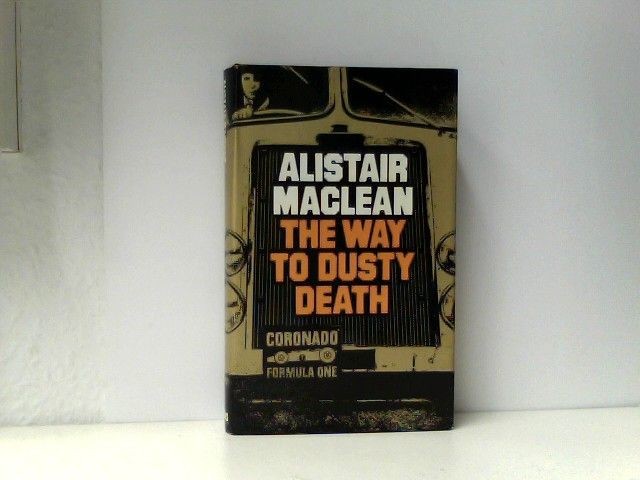 ALISTAIR
MACLEAN
THE WAY
TO DUSTY
DEATH
CORONADO
FORMULA ONE